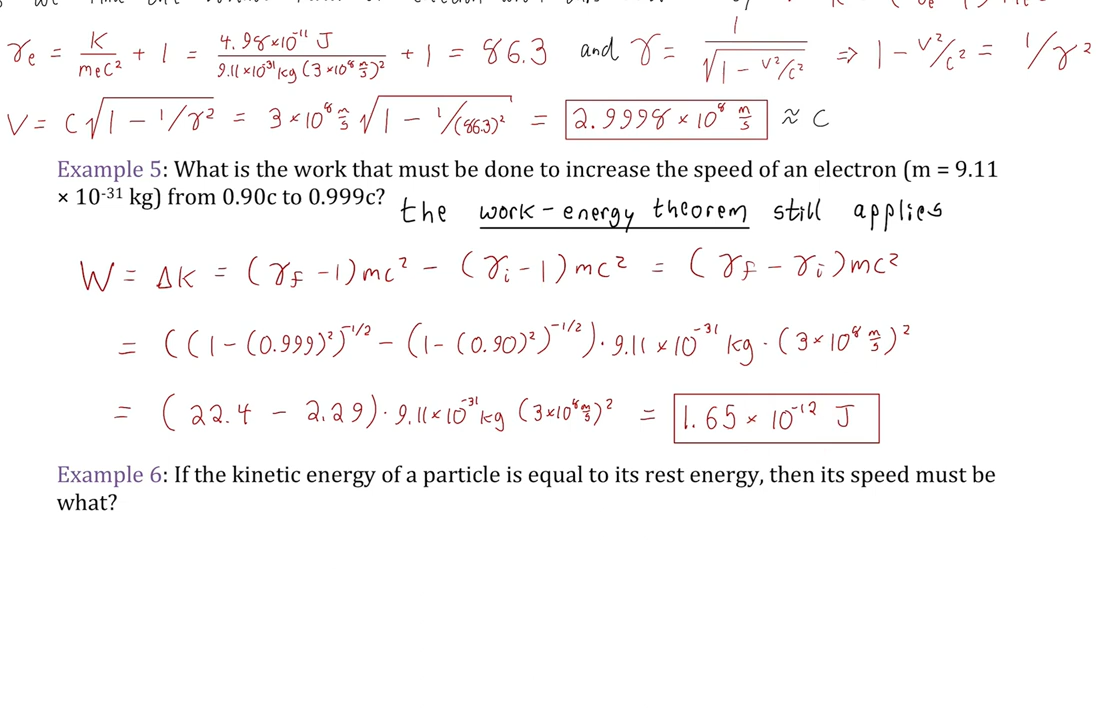 γe = K/mec² + 1 = 4.98×10⁻¹¹ J / 9.11×10³¹ kg (3×10⁸ m/s)² + 1 = 86.3 and γ = 1/√(1 − v²/c²) ⇒ 1 − v²/c² = 1/γ²
V = c√(1 − 1/γ²) = 3×10⁸ m/s √(1 − 1/(86.3)²) = 2.9998 × 10⁸ m/s ≈ c
Example 5: What is the work that must be done to increase the speed of an electron (m = 9.11
× 10⁻³¹ kg) from 0.90c to 0.999c?
the work-energy theorem still applies
W = ΔK = (γf − 1)mc² − (γi − 1)mc² = (γf − γi)mc²
= ((1 − (0.999)²)⁻¹/² − (1 − (0.90)²)⁻¹/²) · 9.11 × 10⁻³¹ kg · (3×10⁸ m/s)²
= (22.4 − 2.29) · 9.11×10⁻³¹ kg (3×10⁸ m/s)² = 1.65 × 10⁻¹² J
Example 6: If the kinetic energy of a particle is equal to its rest energy, then its speed must be
what?